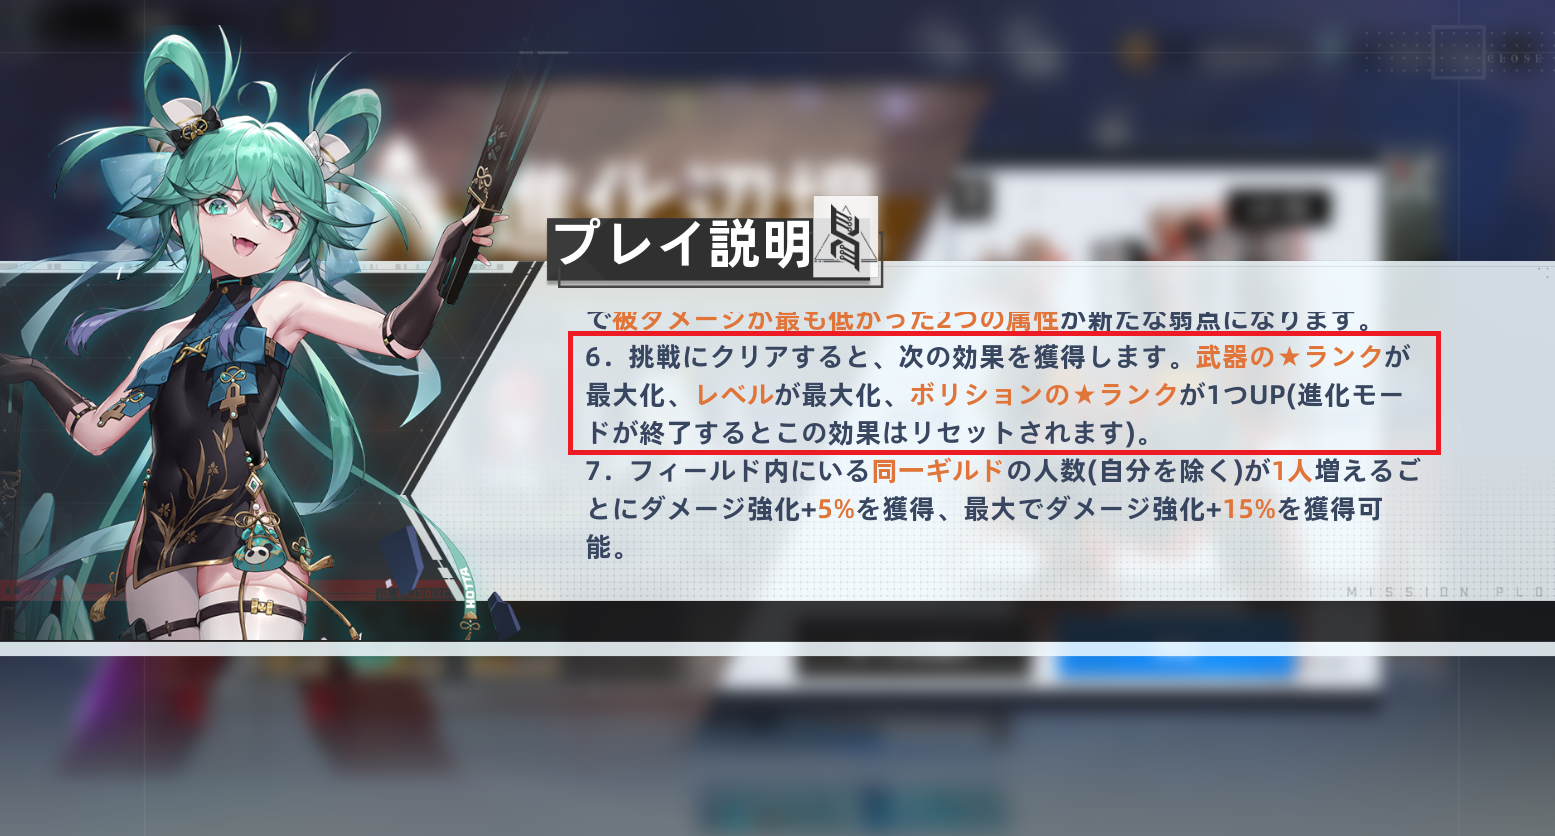 CLOSE
プレイ説明
で被ダメージが最も低かった2つの属性が新たな弱点になります。
6．挑戦にクリアすると、次の効果を獲得します。武器の★ランクが
最大化、レベルが最大化、ボリションの★ランクが1つUP(進化モー
ドが終了するとこの効果はリセットされます)。
7．フィールド内にいる同一ギルドの人数(自分を除く)が1人増えるご
とにダメージ強化+5%を獲得、最大でダメージ強化+15%を獲得可
能。
HOTTA
MISSION PLO